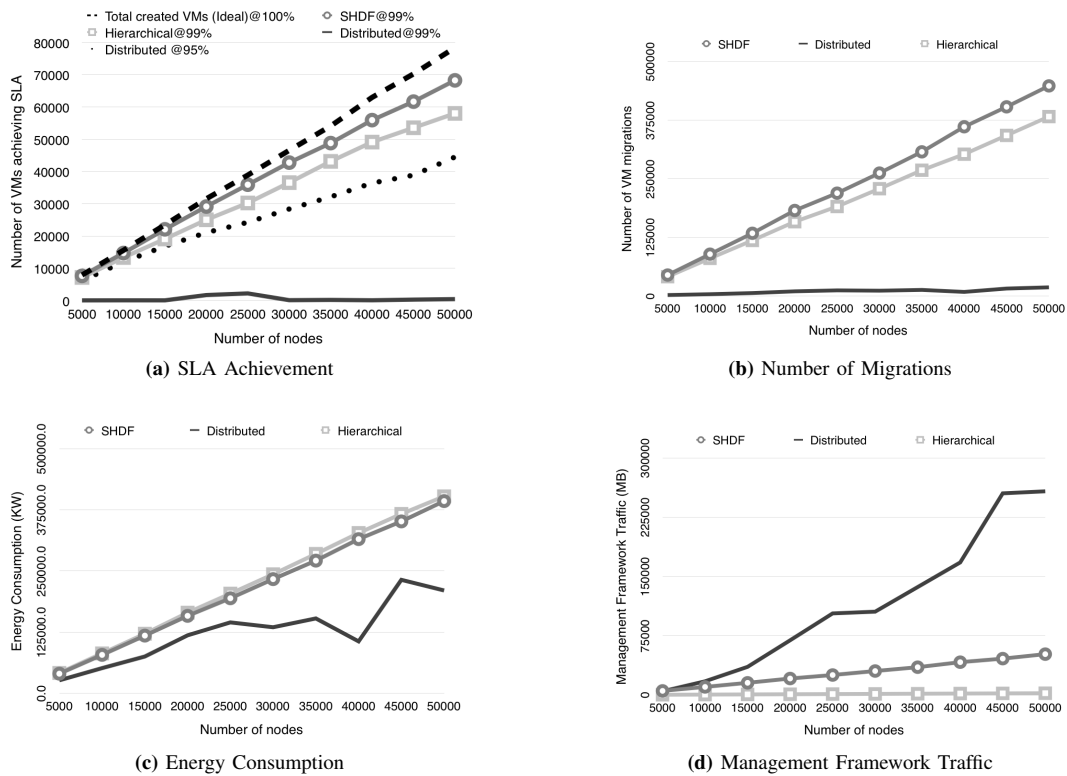 Total created VMs (Ideal)@100%
SHDF@99%
Hierarchical@99%
Distributed@99%
Distributed @95%
Number of VMs achieving SLA
80000
70000
60000
50000
40000
30000
20000
10000
0
5000 10000 15000 20000 25000 30000 35000 40000 45000 50000
Number of nodes
(a) SLA Achievement
SHDF Distributed Hierarchical
Number of VM migrations
500000
375000
250000
125000
0
5000 10000 15000 20000 25000 30000 35000 40000 45000 50000
Number of nodes
(b) Number of Migrations
SHDF Distributed Hierarchical
Energy Consumption (KW)
500000.0
375000.0
250000.0
125000.0
0.0
5000 10000 15000 20000 25000 30000 35000 40000 45000 50000
Number of nodes
(c) Energy Consumption
SHDF Distributed Hierarchical
Management Framework Traffic (MB)
300000
225000
150000
75000
0
5000 10000 15000 20000 25000 30000 35000 40000 45000 50000
Number of nodes
(d) Management Framework Traffic